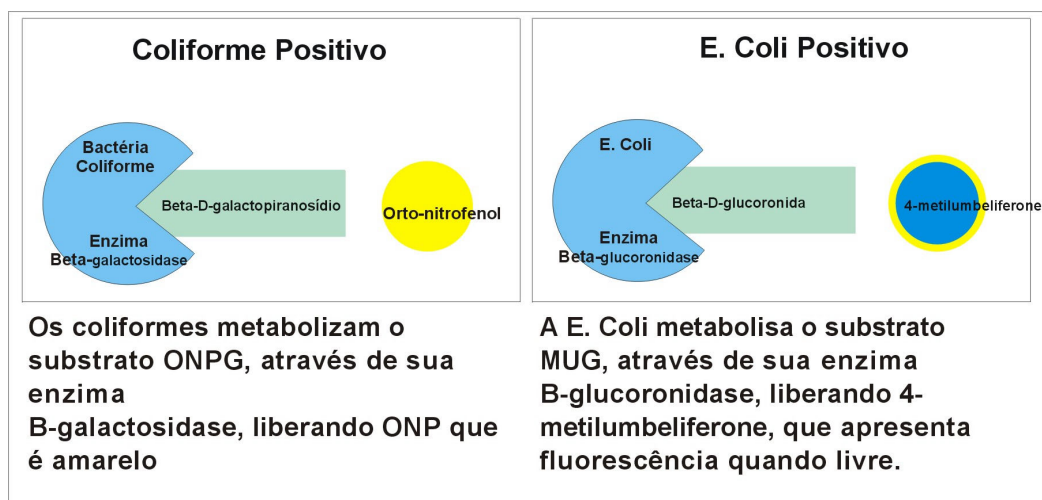 Coliforme Positivo
Bactéria
Coliforme
Beta-D-galactopiranosídio
Orto-nitrofenol
Enzima
Beta-galactosidase
Os coliformes metabolizam o
substrato ONPG, através de sua
enzima
B-galactosidase, liberando ONP que
é amarelo
E. Coli Positivo
E. Coli
Beta-D-glucoronida
4-metilumbeliferone
Enzima
Beta-glucoronidase
A E. Coli metabolisa o substrato
MUG, através de sua enzima
B-glucoronidase, liberando 4-
metilumbeliferone, que apresenta
fluorescência quando livre.